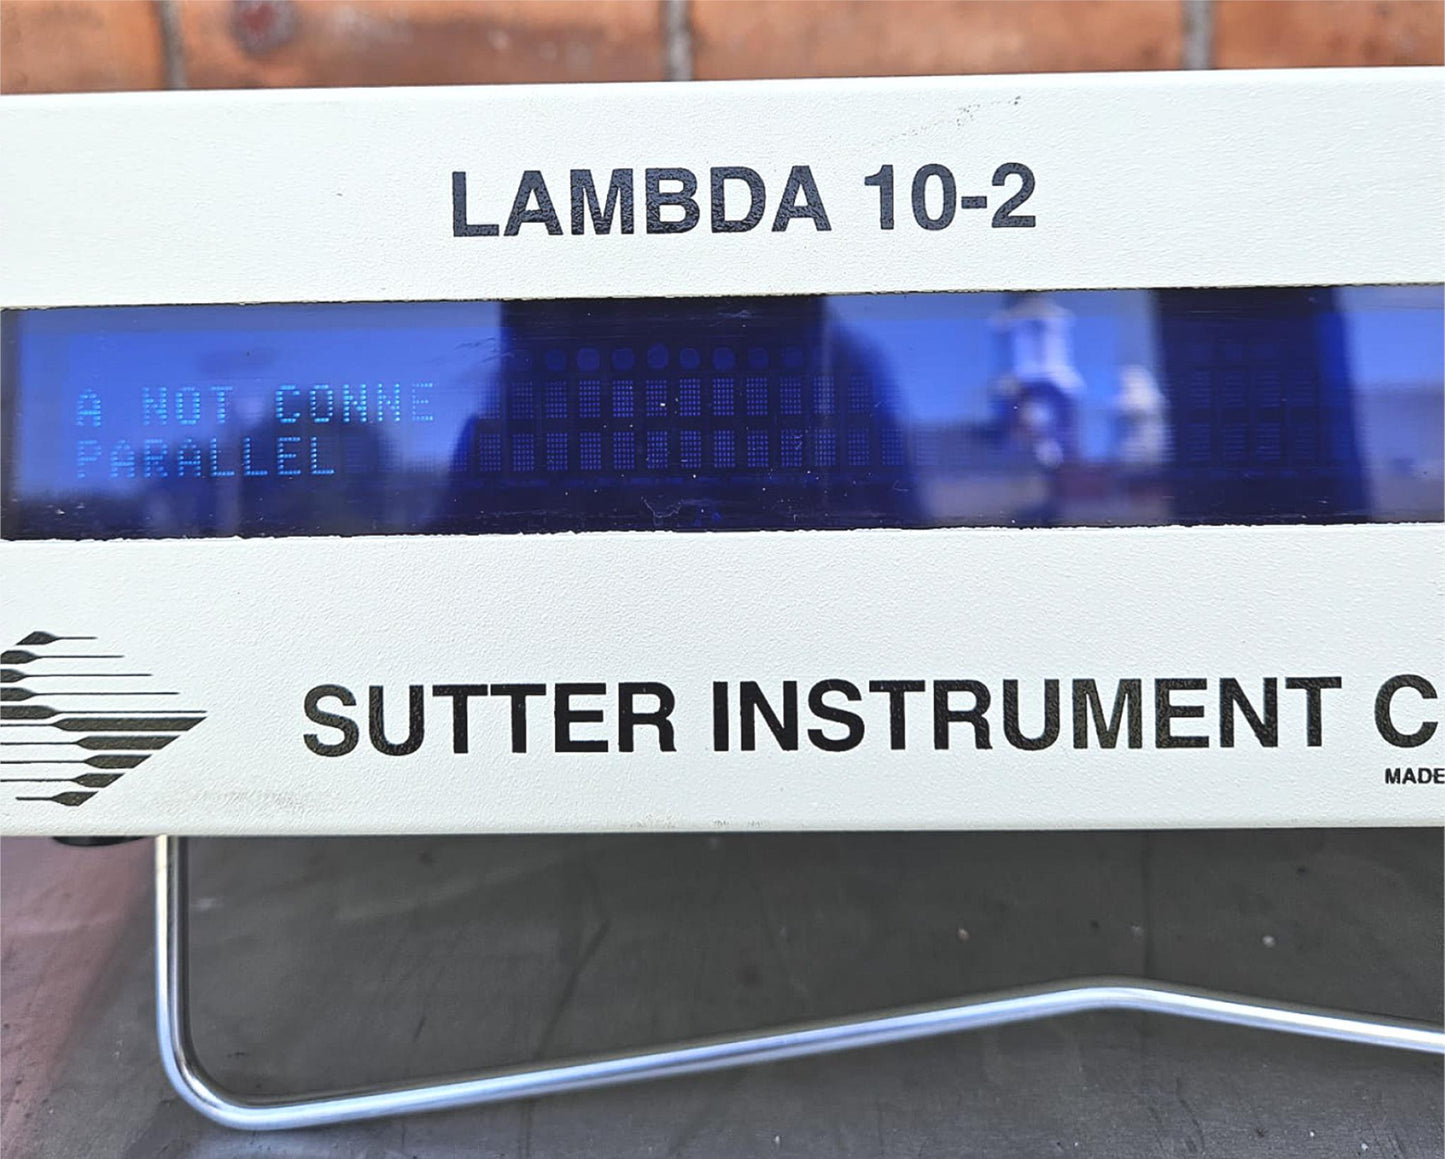 LAMBDA 10-2
A NOT CONNE
PARALLEL
SUTTER INSTRUMENT C
MADE